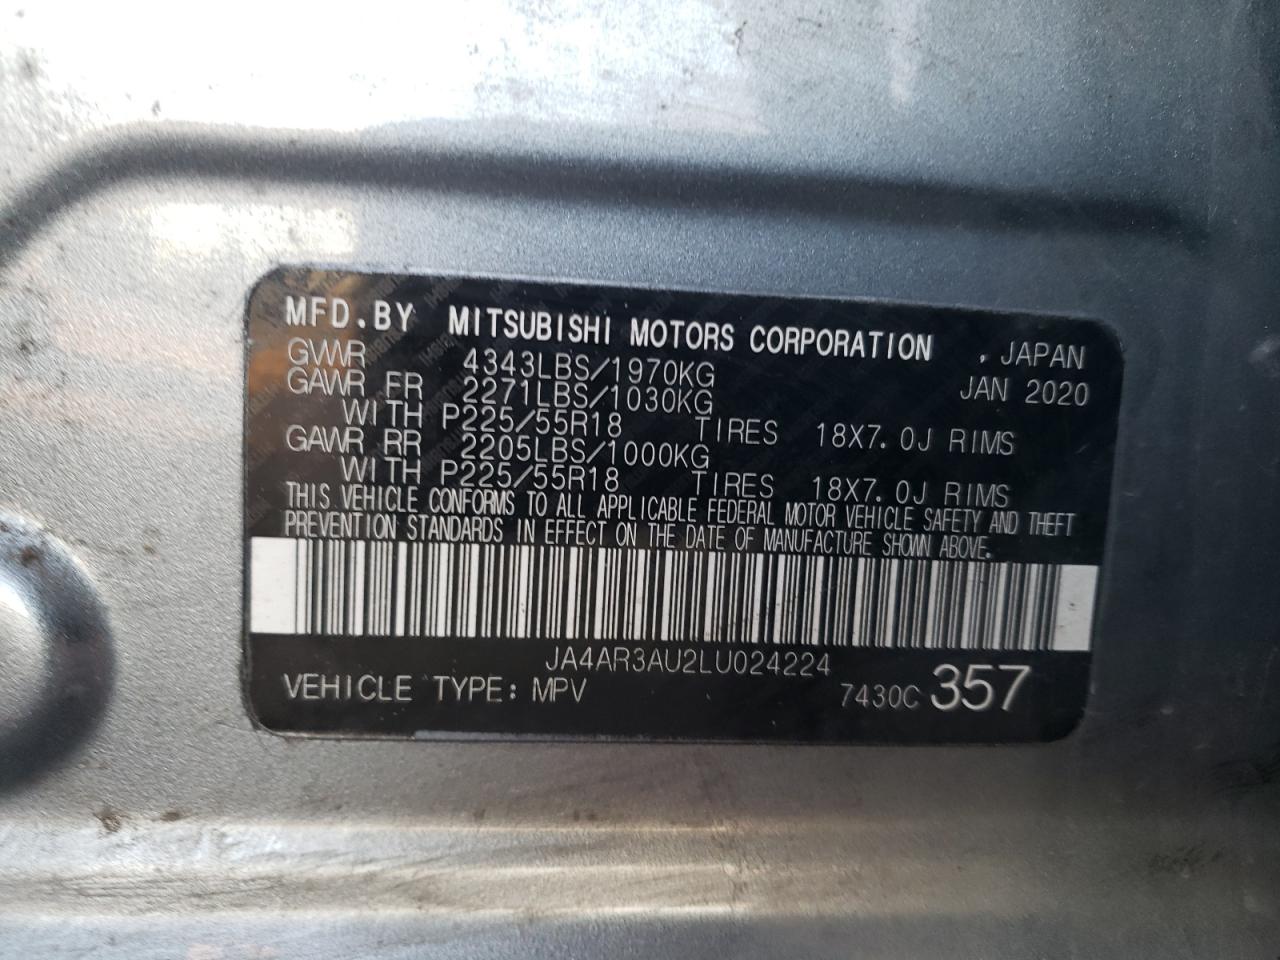 MFD.BY MITSUBISHI MOTORS CORPORATION , JAPAN
GVWR 4343LBS/1970KG JAN 2020
GAWR FR 2271LBS/1030KG
WITH P225/55R18 TIRES 18X7.0J RIMS
GAWR RR 2205LBS/1000KG
WITH P225/55R18 TIRES 18X7.0J RIMS
THIS VEHICLE CONFORMS TO ALL APPLICABLE FEDERAL MOTOR VEHICLE SAFETY AND THEFT
PREVENTION STANDARDS IN EFFECT ON THE DATE OF MANUFACTURE SHOWN ABOVE.
JA4AR3AU2LU024224
VEHICLE TYPE: MPV 7430C 357